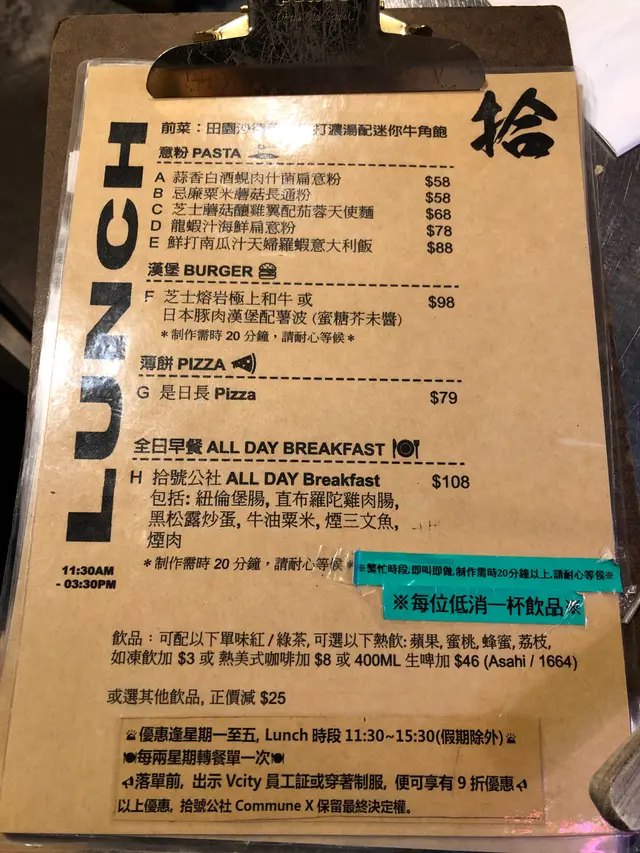 拾
LUNCH
前菜：田園沙 打濃湯配迷你牛角飽
意粉 PASTA
A 蒜香白酒蜆肉什菌扁意粉 $58
B 忌廉粟米蘑菇長通粉 $58
C 芝士蘑菇釀雞翼配茄蓉天使麵 $68
D 龍蝦汁海鮮扁意粉 $78
E 鮮打南瓜汁天婦羅蝦意大利飯 $88
漢堡 BURGER
F 芝士熔岩極上和牛 或 $98
日本豚肉漢堡配薯波 (蜜糖芥末醬)
＊制作需時 20 分鐘，請耐心等候＊
薄餅 PIZZA
G 是日長 Pizza $79
全日早餐 ALL DAY BREAKFAST
H 拾號公社 ALL DAY Breakfast $108
包括: 紐倫堡腸, 直布羅陀雞肉腸,
黑松露炒蛋, 牛油粟米, 煙三文魚,
煙肉
＊制作需時 20 分鐘，請耐心等候＊
11:30AM
- 03:30PM
※繁忙時段,即叫即做,制作需時20分鐘以上,請耐心等候※
※每位低消一杯飲品※
飲品：可配以下單味紅 / 綠茶, 可選以下熱飲: 蘋果, 蜜桃, 蜂蜜, 荔枝,
如凍飲加 $3 或 熱美式咖啡加 $8 或 400ML 生啤加 $46 (Asahi / 1664)
或選其他飲品, 正價減 $25
優惠逢星期一至五, Lunch 時段 11:30~15:30(假期除外)
每兩星期轉餐單一次
落單前, 出示 Vcity 員工証或穿著制服, 便可享有 9 折優惠
以上優惠, 拾號公社 Commune X 保留最終決定權。